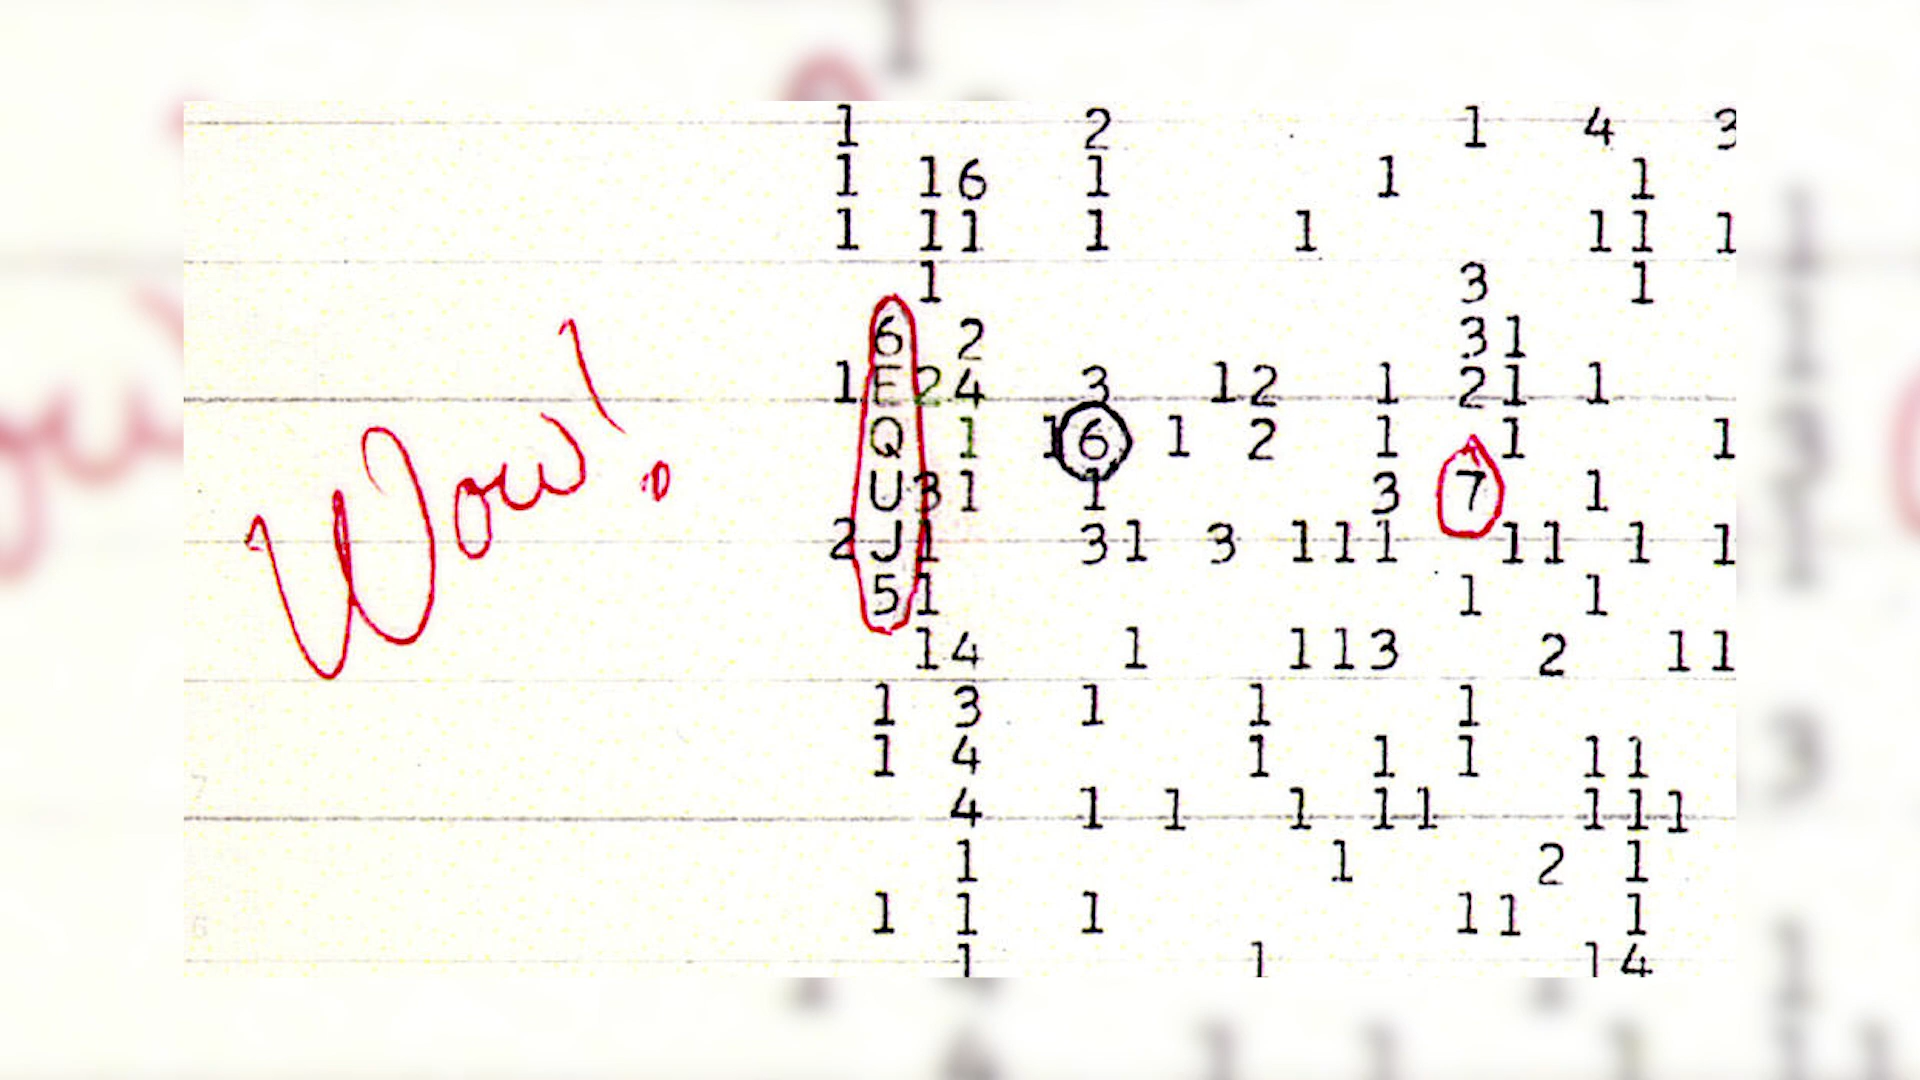 1 2 1 4 3
1 16 1 1 1
1 11 1 1 11 1
1 3 1
6 2 31
1E24 3 12 1 21 1
Q 1 16 1 2 1 1 1
U31 1 3 7 1
2J1 31 3 111 11 1 1
51 1 1
14 1 113 2 11
1 3 1 1 1
1 4 1 1 1 11
4 1 1 1 11 111
1 1 2 1
1 1 1 11 1
1 1 14
Wow!